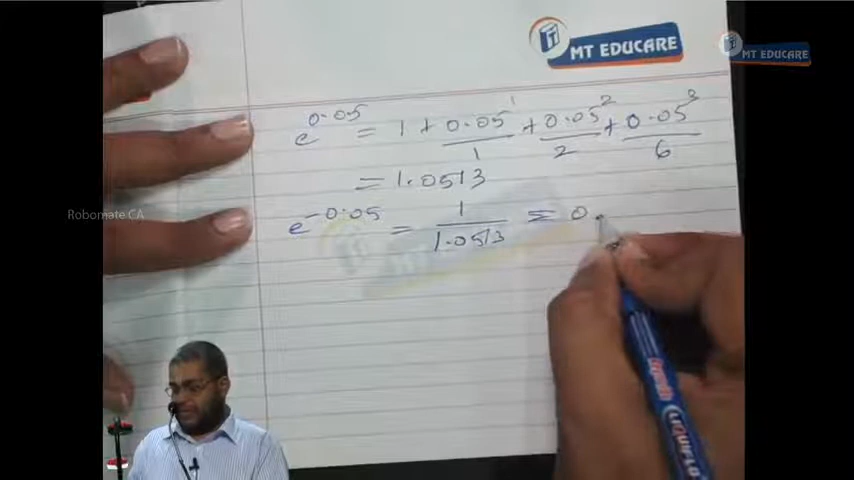 MT EDUCARE
MT EDUCARE
e^0.05 = 1 + 0.05^1/1 + 0.05^2/2 + 0.05^3/6
= 1.0513
Robomate CA
e^-0.05 = 1/1.0513 = 0.
LIQUIFLO